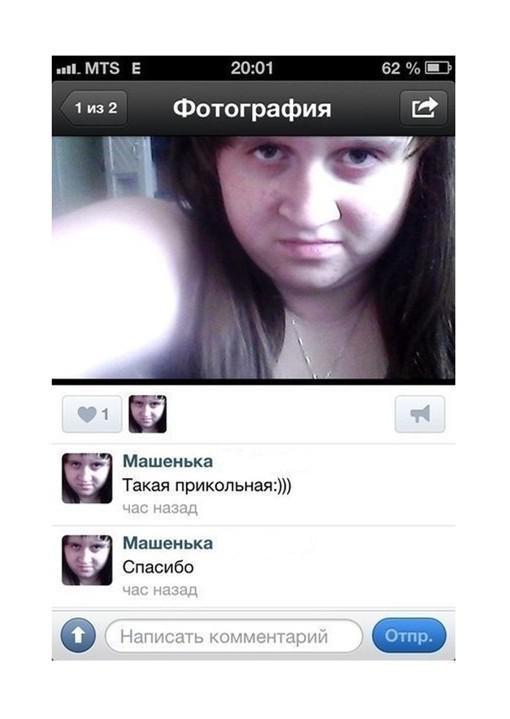 MTS E 20:01 62 %
1 из 2 Фотография
1
Машенька
Такая прикольная:)))
час назад
Машенька
Спасибо
час назад
Написать комментарий Отпр.